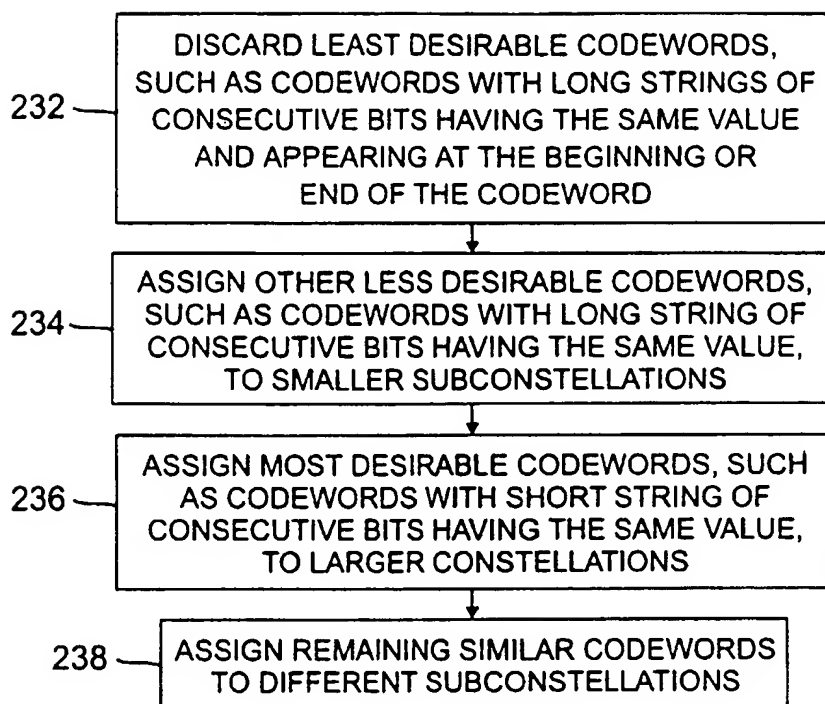 232
DISCARD LEAST DESIRABLE CODEWORDS,
SUCH AS CODEWORDS WITH LONG STRINGS OF
CONSECUTIVE BITS HAVING THE SAME VALUE
AND APPEARING AT THE BEGINNING OR
END OF THE CODEWORD
234
ASSIGN OTHER LESS DESIRABLE CODEWORDS,
SUCH AS CODEWORDS WITH LONG STRING OF
CONSECUTIVE BITS HAVING THE SAME VALUE,
TO SMALLER SUBCONSTELLATIONS
236
ASSIGN MOST DESIRABLE CODEWORDS, SUCH
AS CODEWORDS WITH SHORT STRING OF
CONSECUTIVE BITS HAVING THE SAME VALUE,
TO LARGER CONSTELLATIONS
238
ASSIGN REMAINING SIMILAR CODEWORDS
TO DIFFERENT SUBCONSTELLATIONS